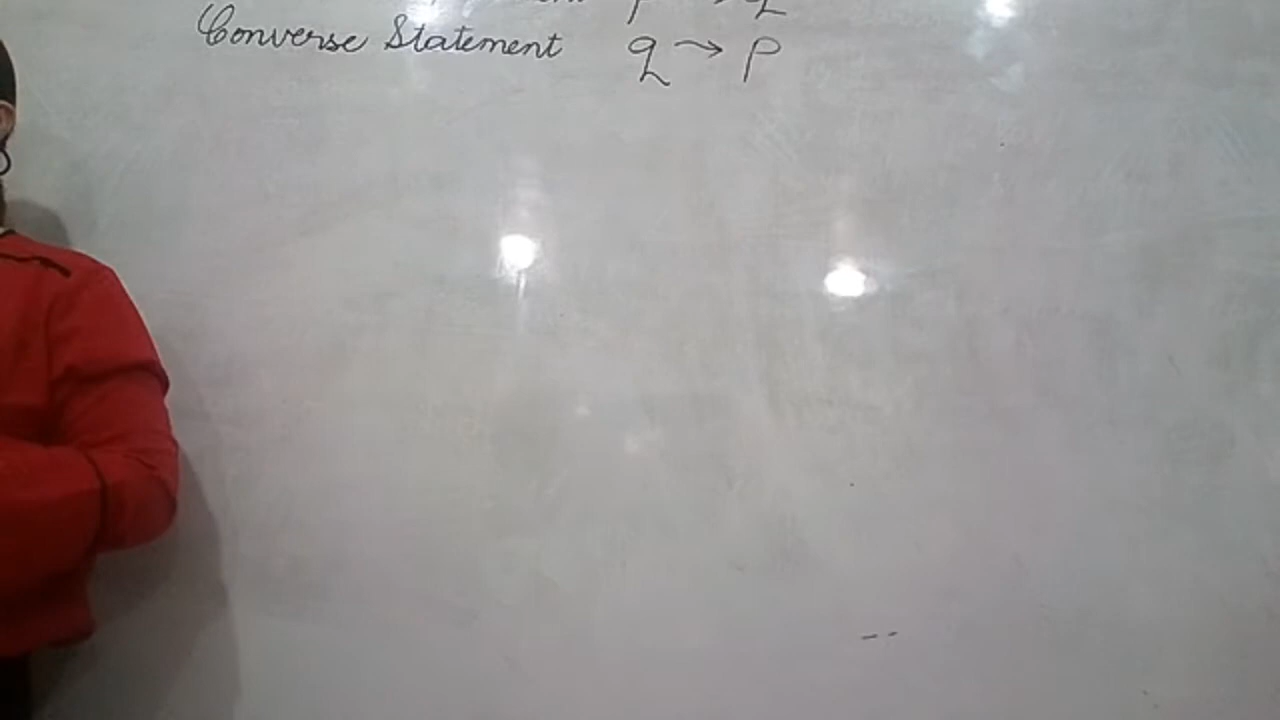 p → q
Converse Statement q → p